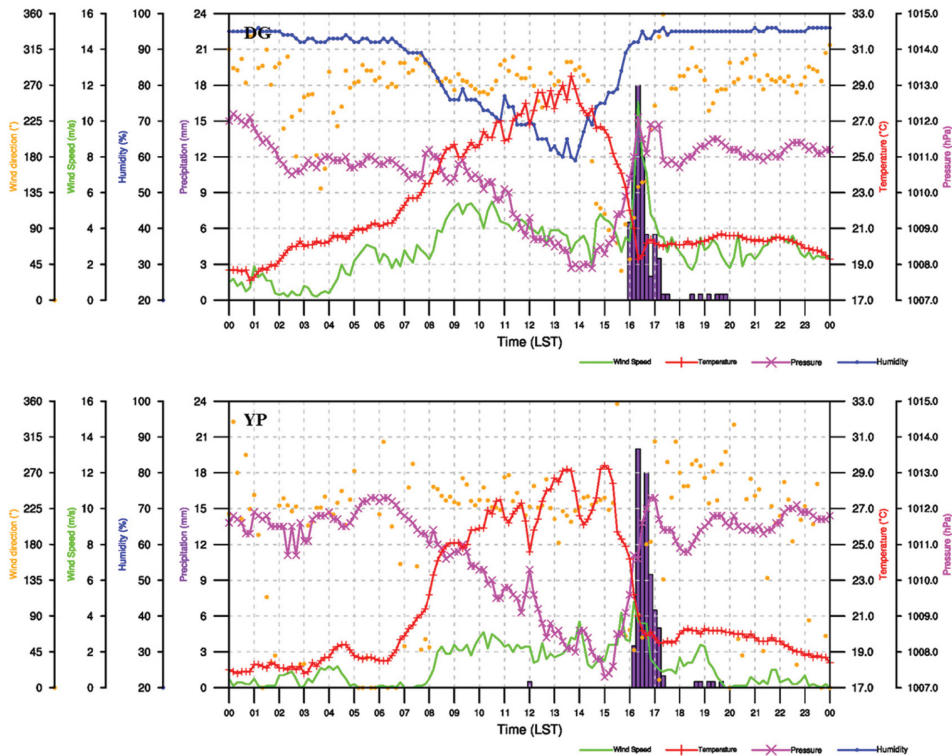 DG
360 16 100 24 33.0 1015.0
315 14 90 21 31.0 1014.0
270 12 80 18 29.0 1013.0
225 10 70 15 27.0 1012.0
180 8 60 12 25.0 1011.0
135 6 50 9 23.0 1010.0
90 4 40 6 21.0 1009.0
45 2 30 3 19.0 1008.0
0 0 20 0 17.0 1007.0
Wind direction (°)
Wind Speed (m/s)
Humidity (%)
Precipitation (mm)
Temperature (°C)
Pressure (hPa)
00 01 02 03 04 05 06 07 08 09 10 11 12 13 14 15 16 17 18 19 20 21 22 23 00
Time (LST)
Wind Speed Temperature Pressure Humidity
YP
360 16 100 24 33.0 1015.0
315 14 90 21 31.0 1014.0
270 12 80 18 29.0 1013.0
225 10 70 15 27.0 1012.0
180 8 60 12 25.0 1011.0
135 6 50 9 23.0 1010.0
90 4 40 6 21.0 1009.0
45 2 30 3 19.0 1008.0
0 0 20 0 17.0 1007.0
Wind direction (°)
Wind Speed (m/s)
Humidity (%)
Precipitation (mm)
Temperature (°C)
Pressure (hPa)
00 01 02 03 04 05 06 07 08 09 10 11 12 13 14 15 16 17 18 19 20 21 22 23 00
Time (LST)
Wind Speed Temperature Pressure Humidity